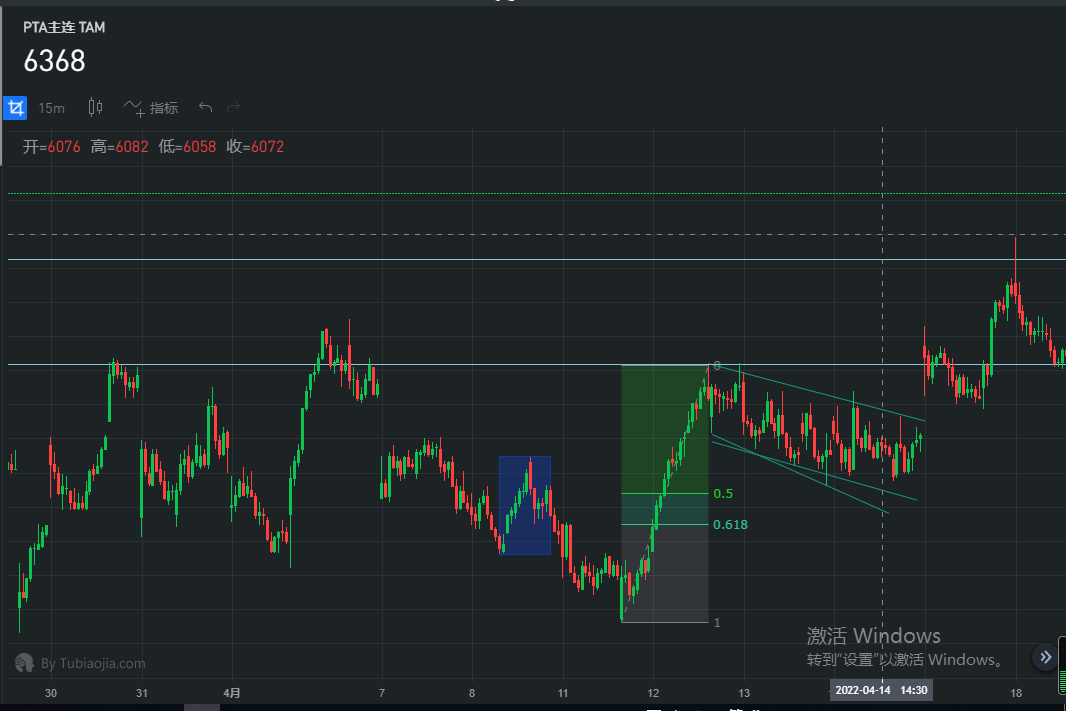 PTA主连 TAM
6368
15m 指标
开=6076 高=6082 低=6058 收=6072
0
0.5
0.618
1
激活 Windows
转到"设置"以激活 Windows。
By Tubiaojia.com
30 31 4月 7 8 11 12 13 2022-04-14 14:30 18